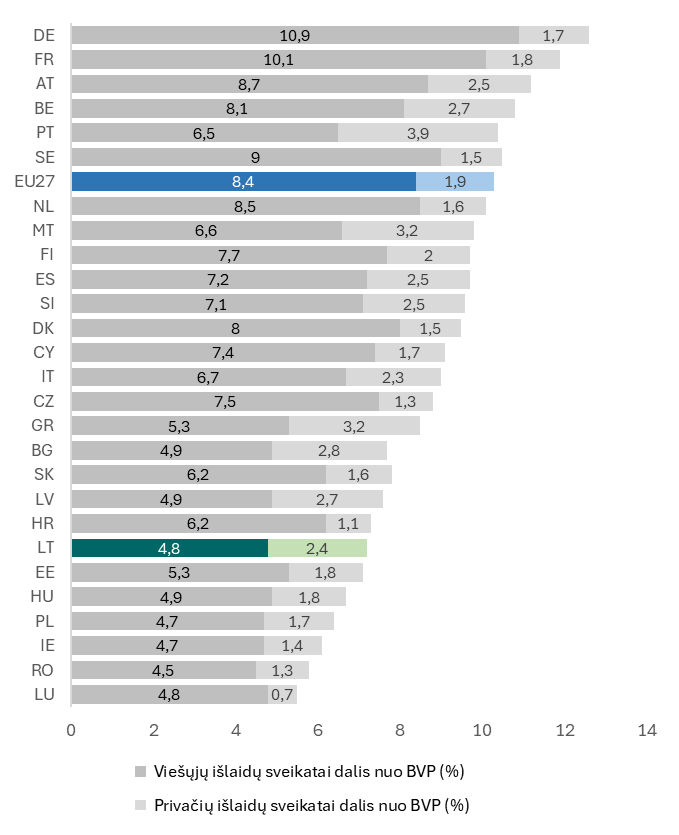 DE 10,9 1,7
FR 10,1 1,8
AT 8,7 2,5
BE 8,1 2,7
PT 6,5 3,9
SE 9 1,5
EU27 8,4 1,9
NL 8,5 1,6
MT 6,6 3,2
FI 7,7 2
ES 7,2 2,5
SI 7,1 2,5
DK 8 1,5
CY 7,4 1,7
IT 6,7 2,3
CZ 7,5 1,3
GR 5,3 3,2
BG 4,9 2,8
SK 6,2 1,6
LV 4,9 2,7
HR 6,2 1,1
LT 4,8 2,4
EE 5,3 1,8
HU 4,9 1,8
PL 4,7 1,7
IE 4,7 1,4
RO 4,5 1,3
LU 4,8 0,7
0 2 4 6 8 10 12 14
Viešųjų išlaidų sveikatai dalis nuo BVP (%)
Privačių išlaidų sveikatai dalis nuo BVP (%)